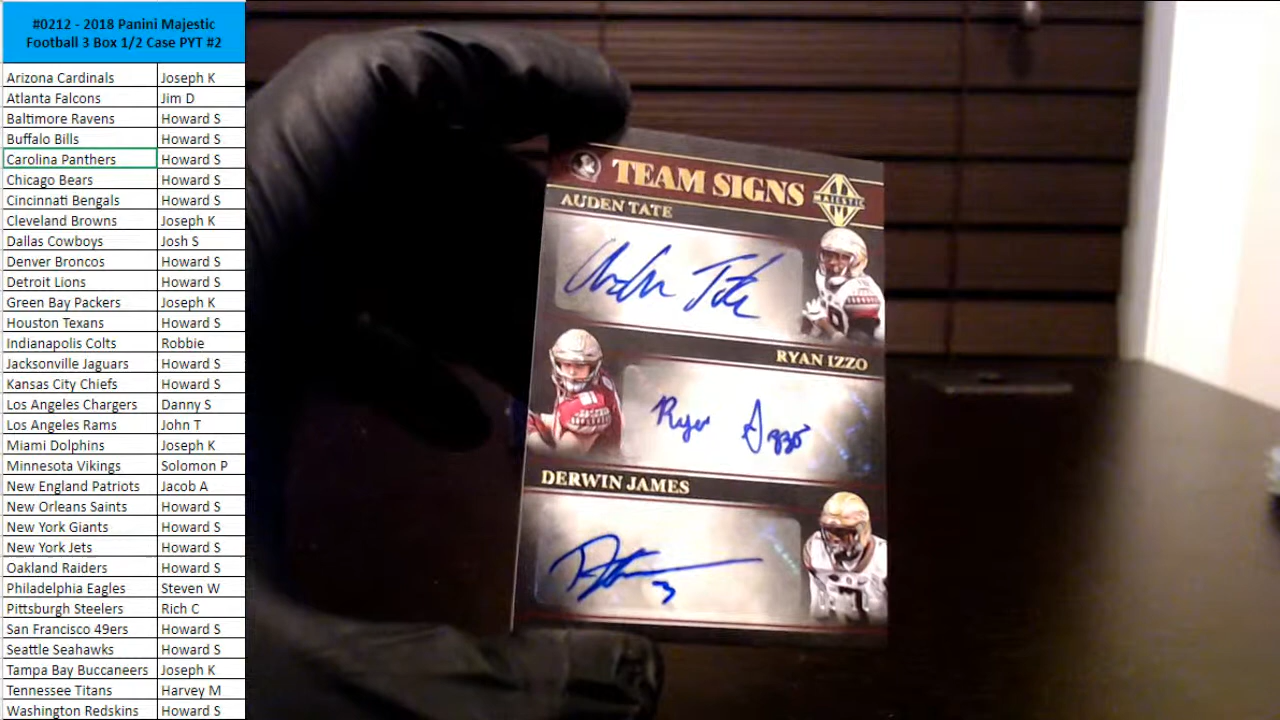 #0212 - 2018 Panini Majestic
Football 3 Box 1/2 Case PYT #2
Arizona Cardinals Joseph K
Atlanta Falcons Jim D
Baltimore Ravens Howard S
Buffalo Bills Howard S
Carolina Panthers Howard S
Chicago Bears Howard S
Cincinnati Bengals Howard S
Cleveland Browns Joseph K
Dallas Cowboys Josh S
Denver Broncos Howard S
Detroit Lions Howard S
Green Bay Packers Joseph K
Houston Texans Howard S
Indianapolis Colts Robbie
Jacksonville Jaguars Howard S
Kansas City Chiefs Howard S
Los Angeles Chargers Danny S
Los Angeles Rams John T
Miami Dolphins Joseph K
Minnesota Vikings Solomon P
New England Patriots Jacob A
New Orleans Saints Howard S
New York Giants Howard S
New York Jets Howard S
Oakland Raiders Howard S
Philadelphia Eagles Steven W
Pittsburgh Steelers Rich C
San Francisco 49ers Howard S
Seattle Seahawks Howard S
Tampa Bay Buccaneers Joseph K
Tennessee Titans Harvey M
Washington Redskins Howard S
TEAM SIGNS
MAJESTIC
AUDEN TATE
Auden Tate
RYAN IZZO
Ryan Izzo
DERWIN JAMES
3